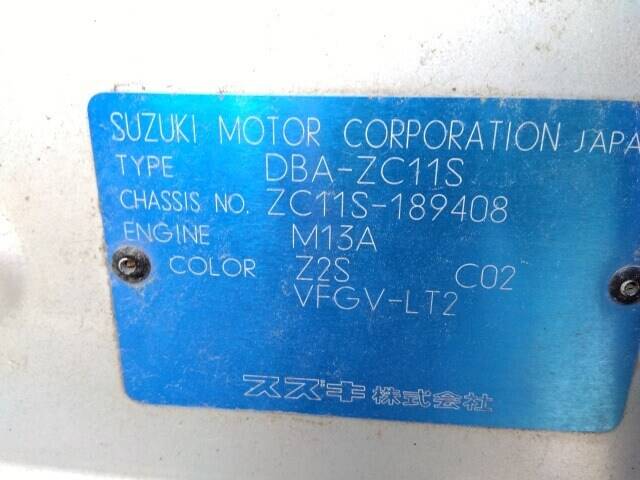 SUZUKI MOTOR CORPORATION JAPA
TYPE DBA-ZC11S
CHASSIS NO. ZC11S-189408
ENGINE M13A
COLOR Z2S C02
VFGV-LT2
スズキ株式会社